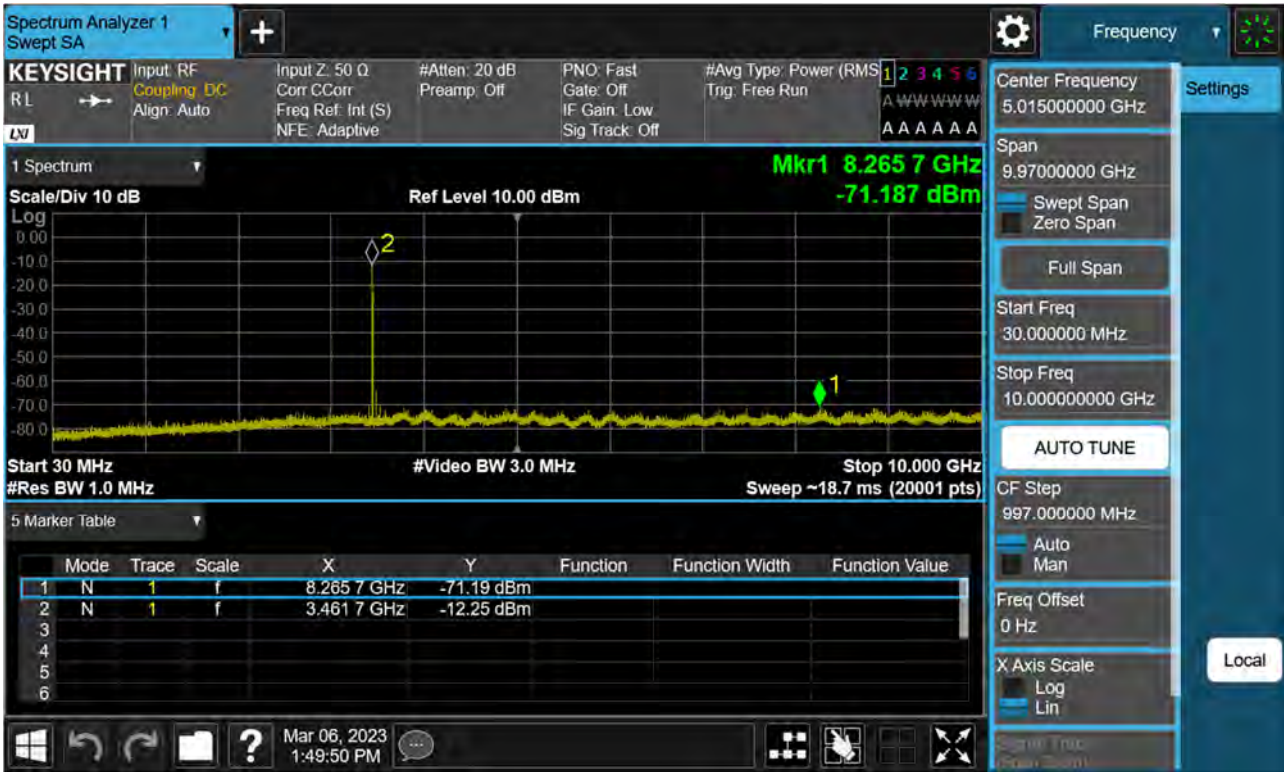 Spectrum Analyzer 1
Swept SA
+
Frequency
KEYSIGHT
RL
LXI
Input: RF
Coupling: DC
Align: Auto
Input Z: 50 Ω
Corr CCorr
Freq Ref: Int (S)
NFE: Adaptive
#Atten: 20 dB
Preamp: Off
PNO: Fast
Gate: Off
IF Gain: Low
Sig Track: Off
#Avg Type: Power (RMS
Trig: Free Run
1 2 3 4 5 6
A W W W W W
A A A A A A
1 Spectrum
Mkr1 8.265 7 GHz
Scale/Div 10 dB
Ref Level 10.00 dBm
-71.187 dBm
Log
0.00
-10.0
-20.0
-30.0
-40.0
-50.0
-60.0
-70.0
-80.0
2
1
Start 30 MHz
#Video BW 3.0 MHz
Stop 10.000 GHz
#Res BW 1.0 MHz
Sweep ~18.7 ms (20001 pts)
5 Marker Table
Mode Trace Scale X Y Function Function Width Function Value
1 N 1 f 8.265 7 GHz -71.19 dBm
2 N 1 f 3.461 7 GHz -12.25 dBm
3
4
5
6
Center Frequency
5.015000000 GHz
Span
9.97000000 GHz
Swept Span
Zero Span
Full Span
Start Freq
30.000000 MHz
Stop Freq
10.000000000 GHz
AUTO TUNE
CF Step
997.000000 MHz
Auto
Man
Freq Offset
0 Hz
X Axis Scale
Log
Lin
Settings
Local
?
Mar 06, 2023
1:49:50 PM